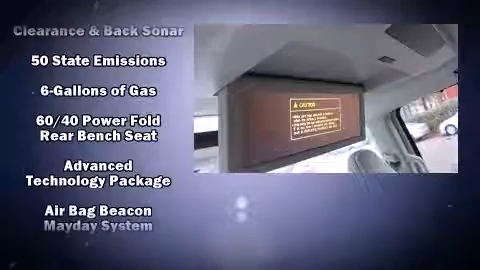 Clearance & Back Sonar
50 State Emissions
6-Gallons of Gas
60/40 Power Fold
Rear Bench Seat
Advanced
Technology Package
Air Bag Beacon
Mayday System
CAUTION